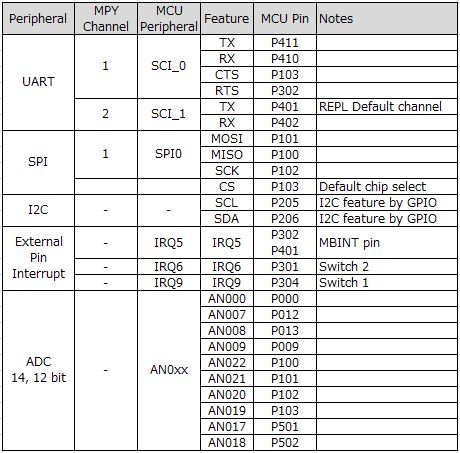 Peripheral MPY Channel MCU Peripheral Feature MCU Pin Notes
UART 1 SCI_0 TX P411
RX P410
CTS P103
RTS P302
2 SCI_1 TX P401 REPL Default channel
RX P402
SPI 1 SPI0 MOSI P101
MISO P100
SCK P102
CS P103 Default chip select
I2C - - SCL P205 I2C feature by GPIO
SDA P206 I2C feature by GPIO
External Pin Interrupt - IRQ5 IRQ5 P302 P401 MBINT pin
- IRQ6 IRQ6 P301 Switch 2
- IRQ9 IRQ9 P304 Switch 1
ADC 14, 12 bit - AN0xx AN000 P000
AN007 P012
AN008 P013
AN009 P009
AN022 P100
AN021 P101
AN020 P102
AN019 P103
AN017 P501
AN018 P502